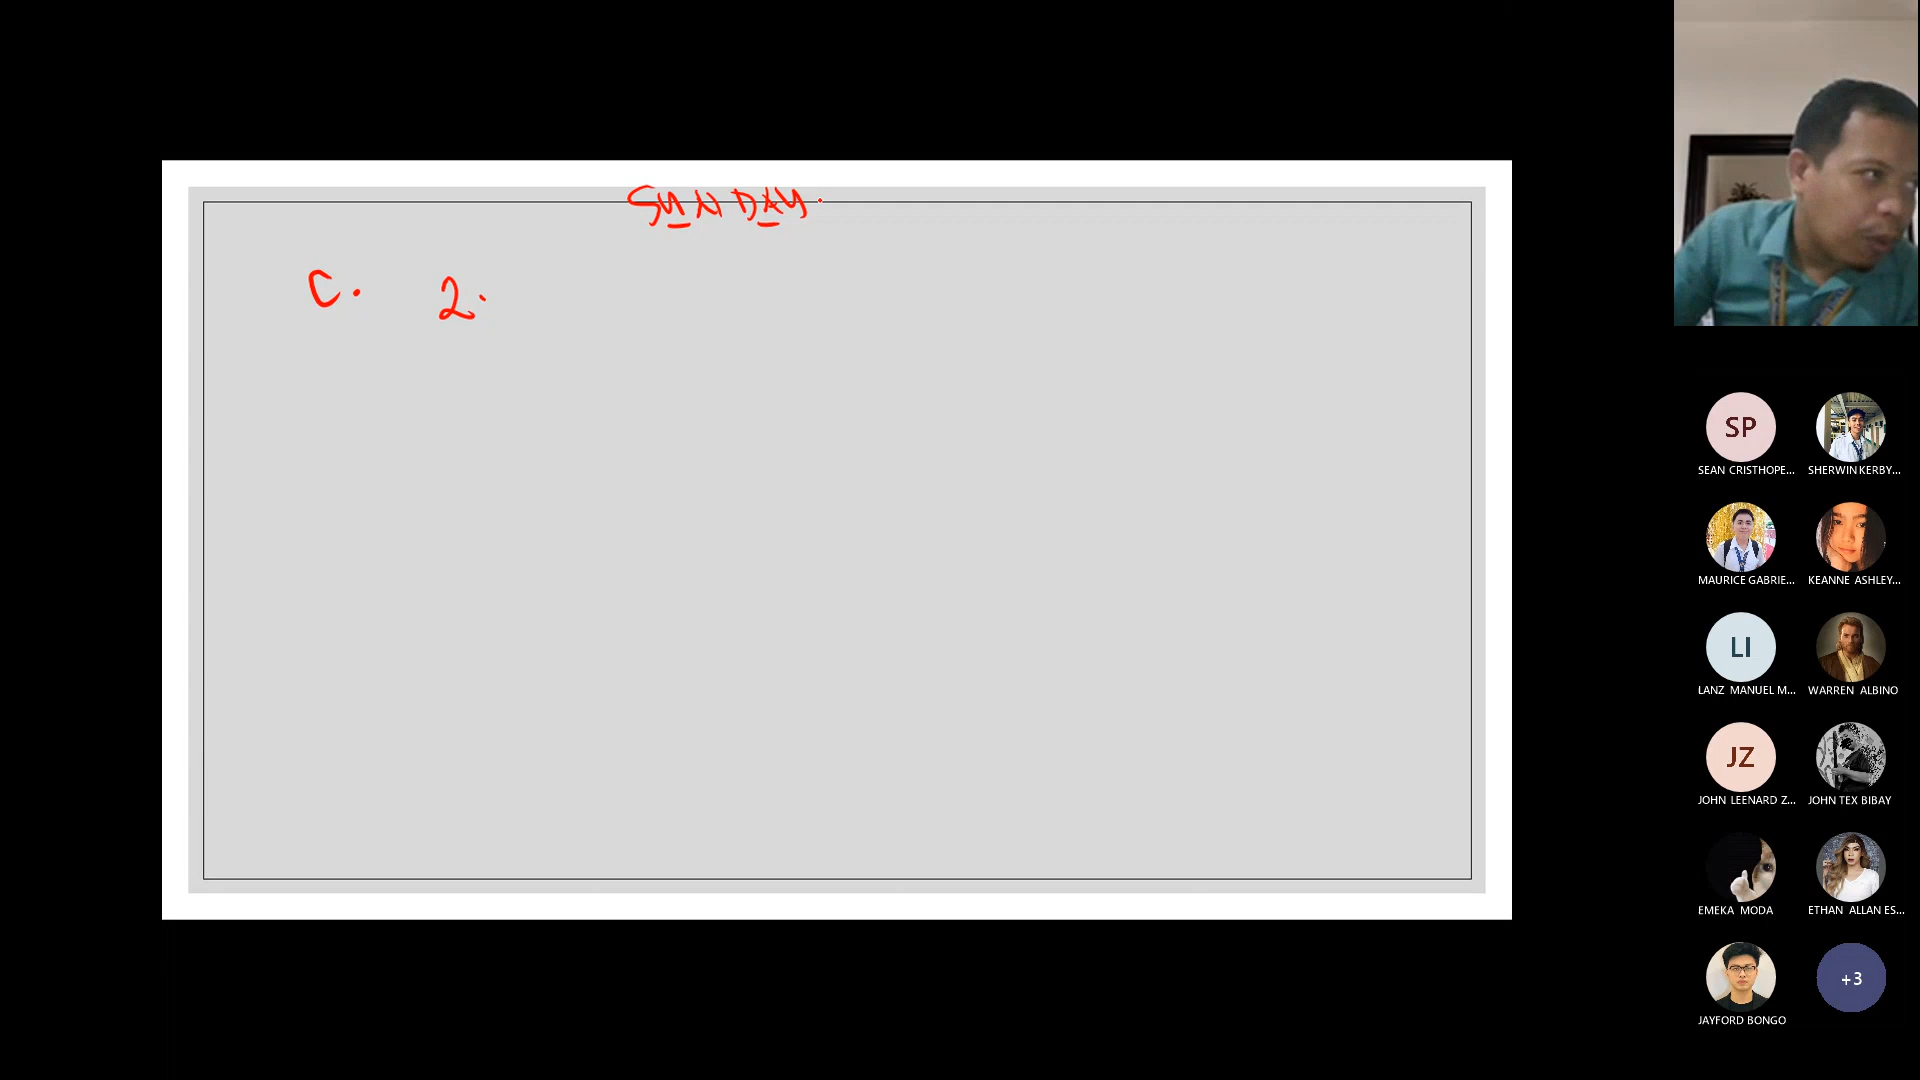 SUNDAY.
C. 2.
SP
SEAN CRISTHOPE...
SHERWIN KERBY...
MAURICE GABRIE...
KEANNE ASHLEY...
LI
LANZ MANUEL M...
WARREN ALBINO
JZ
JOHN LEENARD Z...
JOHN TEX BIBAY
EMEKA MODA
ETHAN ALLAN ES...
+3
JAYFORD BONGO